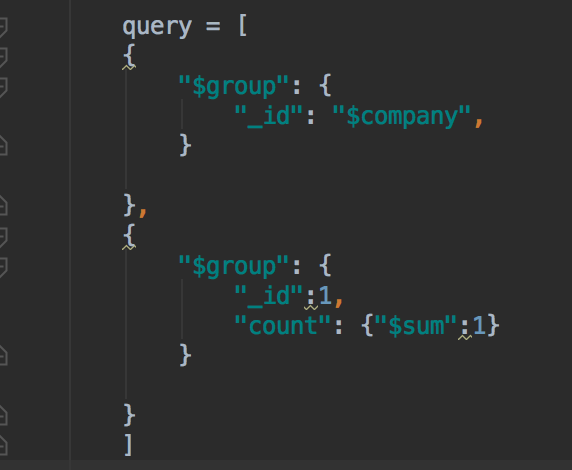 query = [
{
"$group": {
"_id": "$company",
}
},
{
"$group": {
"_id":1,
"count": {"$sum":1}
}
}
]